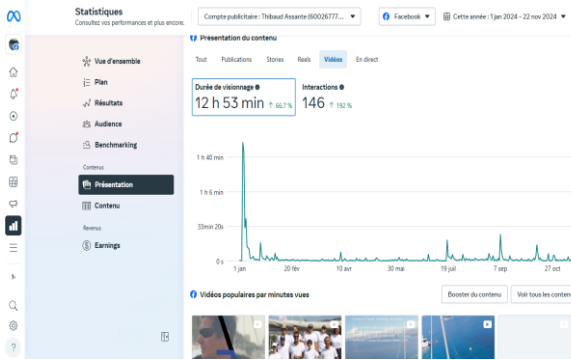 Statistiques
Consultez vos performances et plus encore.
Compte publicitaire : Thibaud Assante (60026777...
Facebook
Cette année : 1 jan 2024 – 22 nov 2024
Présentation du contenu
Vue d'ensemble
Plan
Résultats
Audience
Benchmarking
Contenus
Présentation
Contenu
Revenus
Earnings
Tout
Publications
Stories
Reels
Vidéos
En direct
Durée de visionnage
12 h 53 min ↑ 66.7 %
Interactions
146 ↑ 192 %
1 h 40 min
1 h 6 min
33min 20s
0 s
1 jan
20 fév
10 avr
30 mai
19 juil
7 sep
27 oct
Vidéos populaires par minutes vues
Booster du contenu
Voir tous les conten